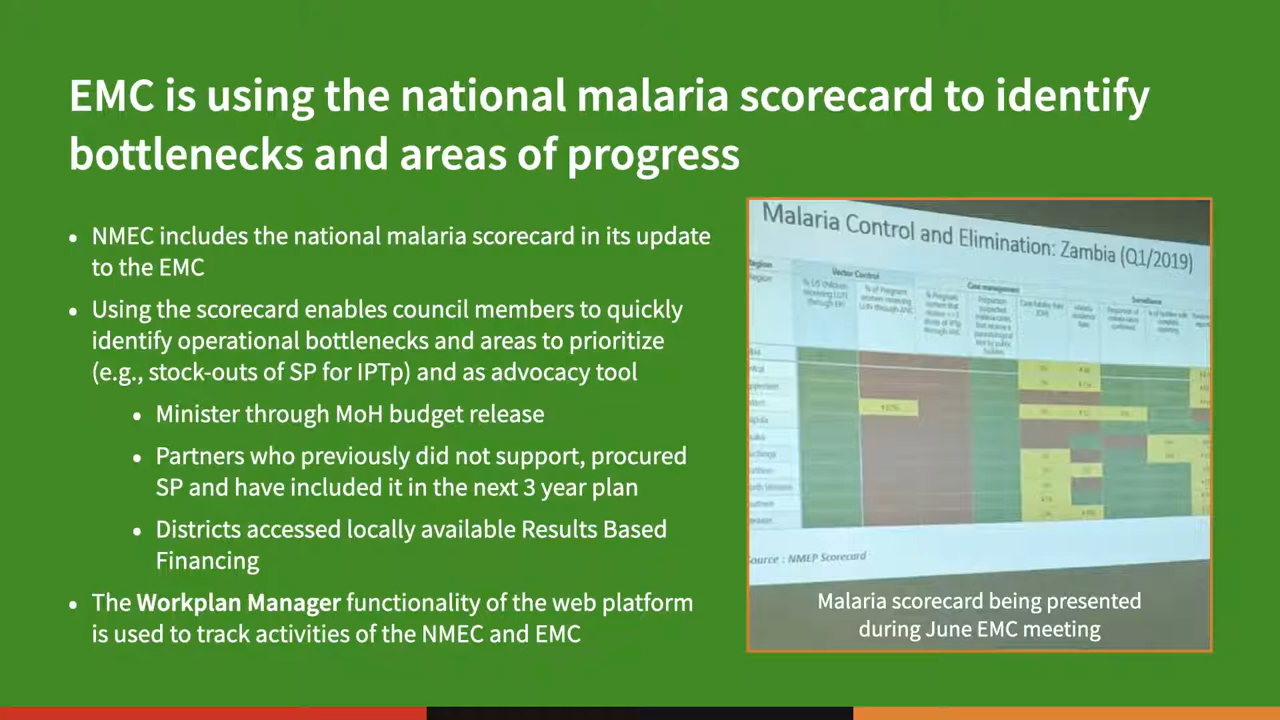 EMC is using the national malaria scorecard to identify
bottlenecks and areas of progress
• NMEC includes the national malaria scorecard in its update
to the EMC
• Using the scorecard enables council members to quickly
identify operational bottlenecks and areas to prioritize
(e.g., stock-outs of SP for IPTp) and as advocacy tool
• Minister through MoH budget release
• Partners who previously did not support, procured
SP and have included it in the next 3 year plan
• Districts accessed locally available Results Based
Financing
• The Workplan Manager functionality of the web platform
is used to track activities of the NMEC and EMC
Malaria Control and Elimination: Zambia (Q1/2019)
Vector Control
Case management
% of Pregnant
women receiving
: NMEP Scorecard
Malaria scorecard being presented
during June EMC meeting